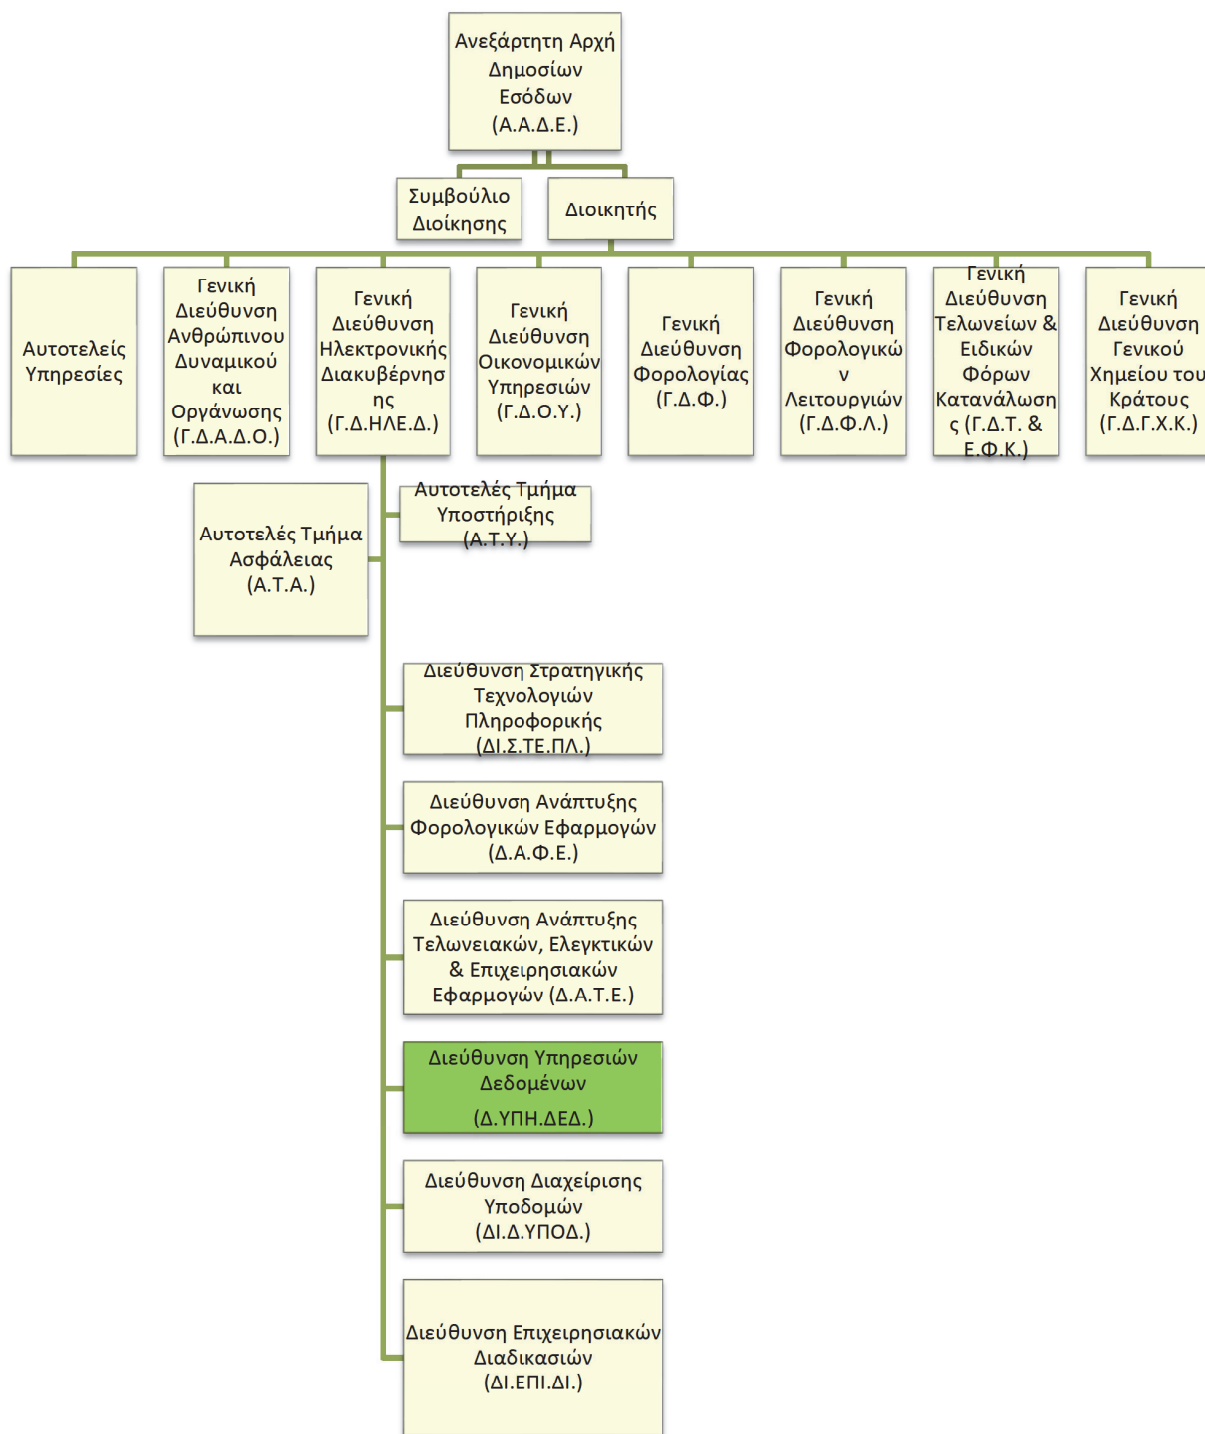 Ανεξάρτητη Αρχή
Δημοσίων
Εσόδων
(Α.Α.Δ.Ε.)
Συμβούλιο
Διοίκησης
Διοικητής
Αυτοτελείς
Υπηρεσίες
Γενική
Διεύθυνση
Ανθρώπινου
Δυναμικού
και
Οργάνωσης
(Γ.Δ.Α.Δ.Ο.)
Γενική
Διεύθυνση
Ηλεκτρονικής
Διακυβέρνησ
ης
(Γ.Δ.ΗΛΕ.Δ.)
Γενική
Διεύθυνση
Οικονομικών
Υπηρεσιών
(Γ.Δ.Ο.Υ.)
Γενική
Διεύθυνση
Φορολογίας
(Γ.Δ.Φ.)
Γενική
Διεύθυνση
Φορολογικώ
ν
Λειτουργιών
(Γ.Δ.Φ.Λ.)
Γενική
Διεύθυνση
Τελωνείων &
Ειδικών
Φόρων
Κατανάλωση
ς (Γ.Δ.Τ. &
Ε.Φ.Κ.)
Γενική
Διεύθυνση
Γενικού
Χημείου του
Κράτους
(Γ.Δ.Γ.Χ.Κ.)
Αυτοτελές Τμήμα
Ασφάλειας
(Α.Τ.Α.)
Αυτοτελές Τμήμα
Υποστήριξης
(Α.Τ.Υ.)
Διεύθυνση Στρατηγικής
Τεχνολογιών
Πληροφορικής
(ΔΙ.Σ.ΤΕ.ΠΛ.)
Διεύθυνση Ανάπτυξης
Φορολογικών Εφαρμογών
(Δ.Α.Φ.Ε.)
Διεύθυνση Ανάπτυξης
Τελωνειακών, Ελεγκτικών
& Επιχειρησιακών
Εφαρμογών (Δ.Α.Τ.Ε.)
Διεύθυνση Υπηρεσιών
Δεδομένων
(Δ.ΥΠΗ.ΔΕΔ.)
Διεύθυνση Διαχείρισης
Υποδομών
(ΔΙ.Δ.ΥΠΟΔ.)
Διεύθυνση Επιχειρησιακών
Διαδικασιών
(ΔΙ.ΕΠΙ.ΔΙ.)